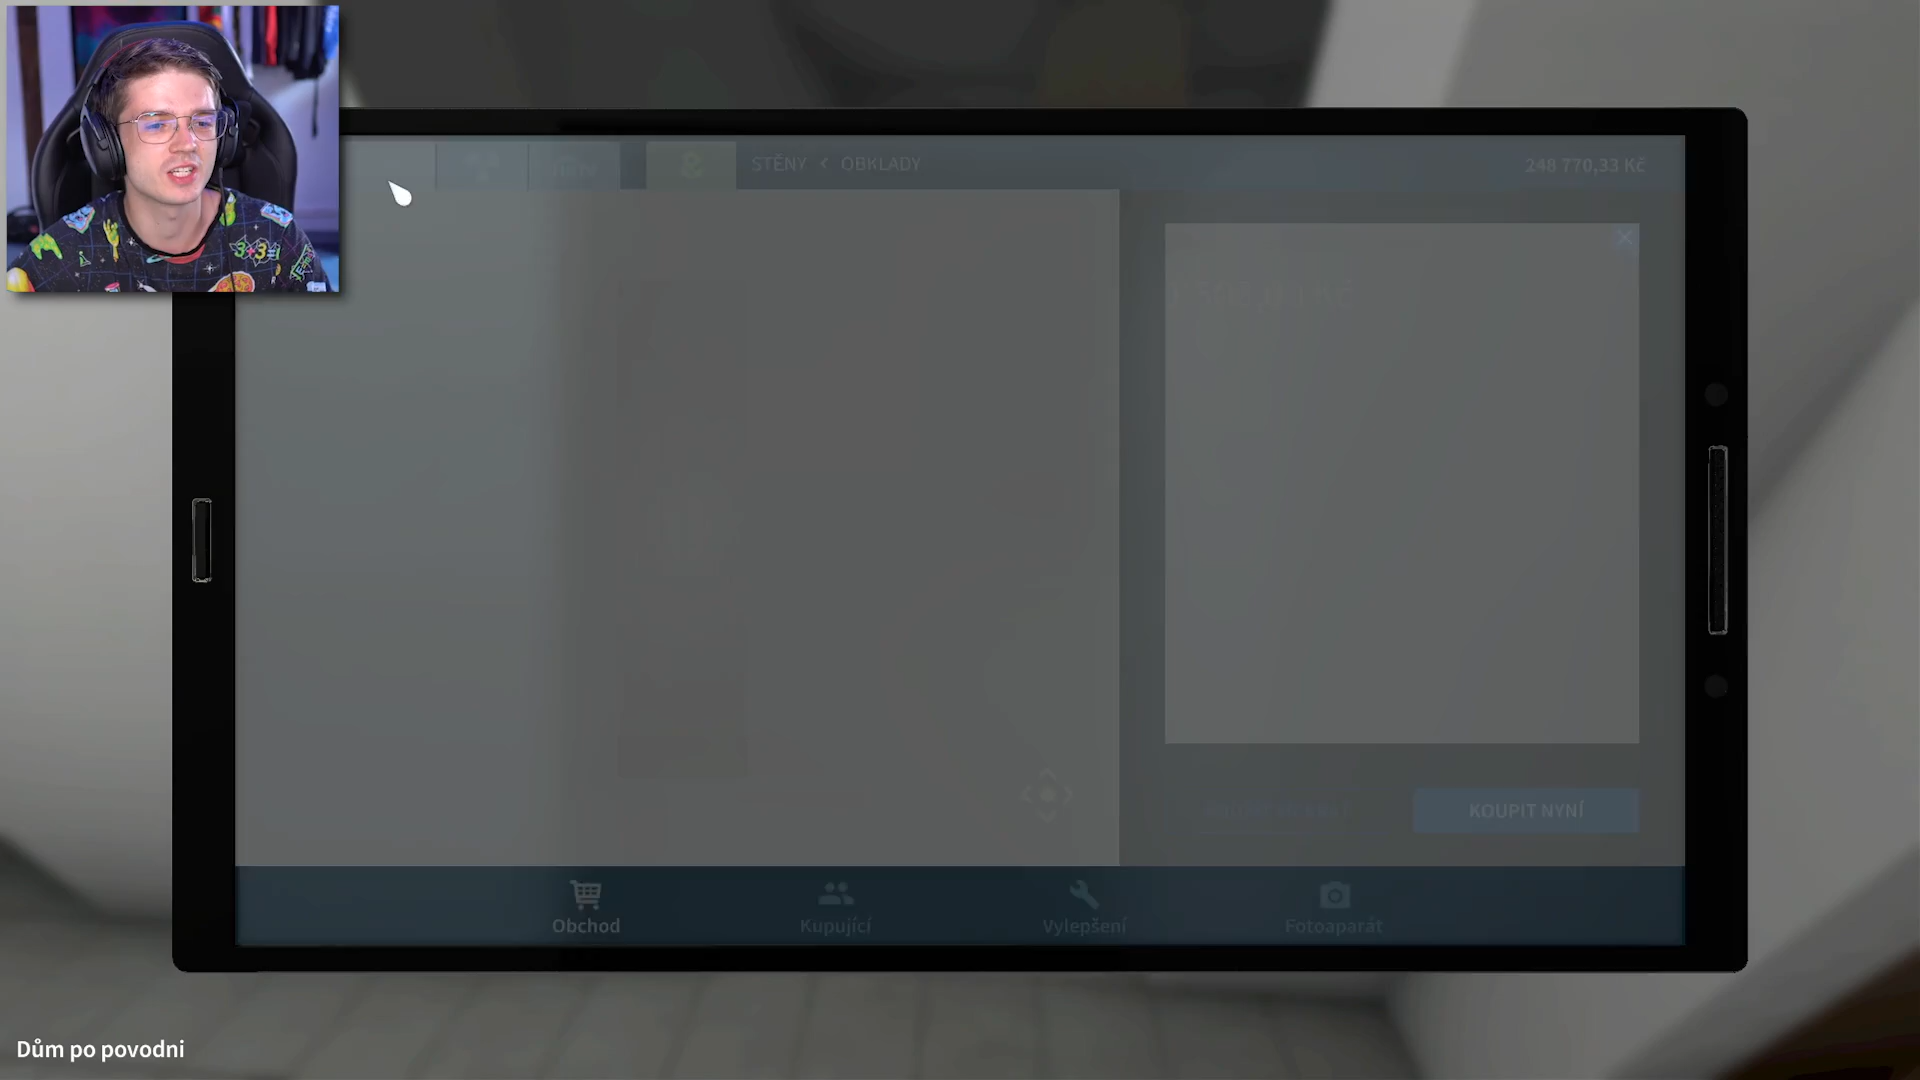 STĚNY < OBKLADY
248 770,33 Kč
KOUPIT NYNÍ
Obchod
Kupující
Vylepšení
Fotoaparát
Dům po povodni